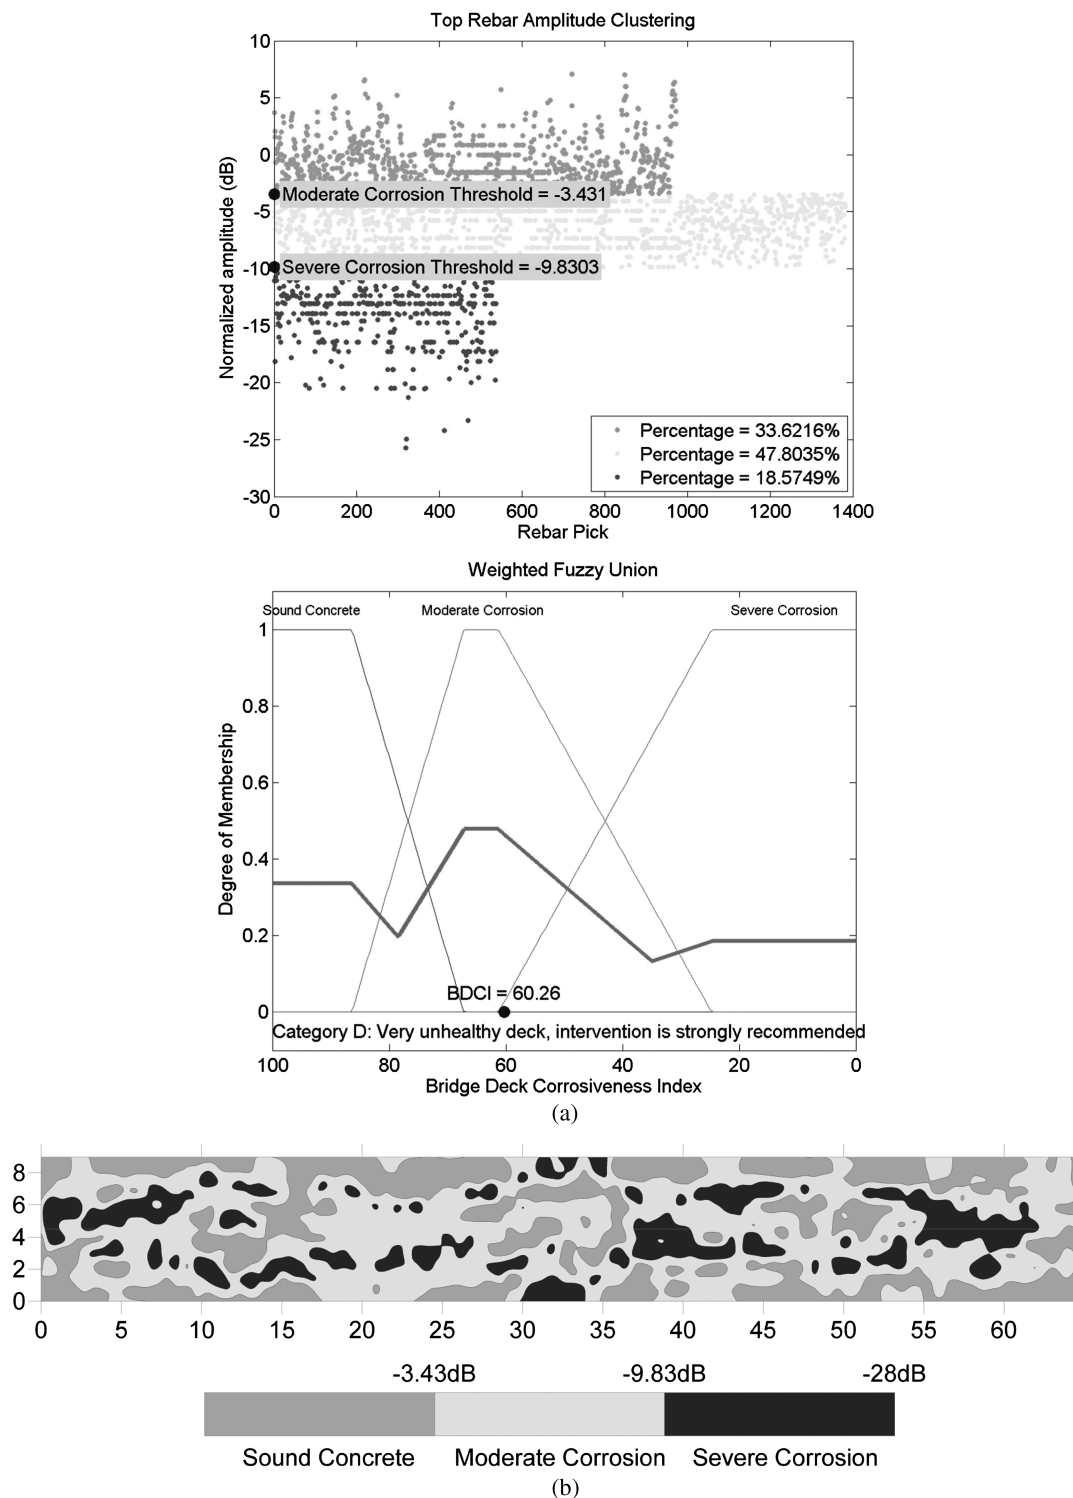 Top Rebar Amplitude Clustering
10
5
0
-5
-10
-15
-20
-25
-30
Normalized amplitude (dB)
Moderate Corrosion Threshold = -3.431
Severe Corrosion Threshold = -9.8303
Percentage = 33.6216%
Percentage = 47.8035%
Percentage = 18.5749%
0 200 400 600 800 1000 1200 1400
Rebar Pick
Weighted Fuzzy Union
Sound Concrete Moderate Corrosion Severe Corrosion
1
0.8
0.6
0.4
0.2
0
Degree of Membership
BDCI = 60.26
Category D: Very unhealthy deck, intervention is strongly recommended
100 80 60 40 20 0
Bridge Deck Corrosiveness Index
(a)
8
6
4
2
0
0 5 10 15 20 25 30 35 40 45 50 55 60
-3.43dB -9.83dB -28dB
Sound Concrete Moderate Corrosion Severe Corrosion
(b)